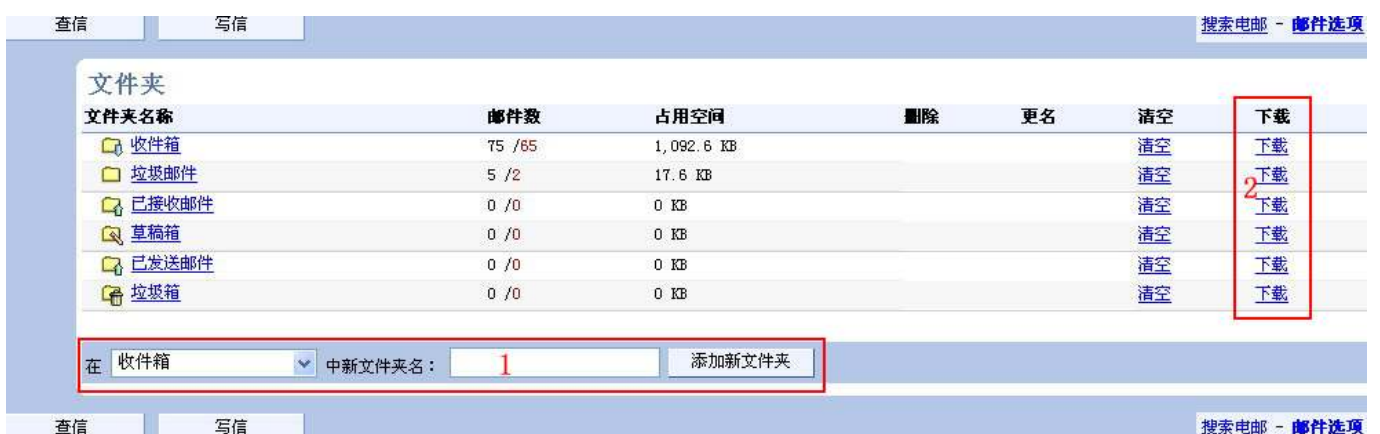 查信 写信 搜索电邮 - 邮件选项
文件夹
文件夹名称 邮件数 占用空间 删除 更名 清空 下载
收件箱 75 /65 1,092.6 KB 清空 下载
垃圾邮件 5 /2 17.6 KB 清空 下载
2
已接收邮件 0 /0 0 KB 清空 下载
草稿箱 0 /0 0 KB 清空 下载
已发送邮件 0 /0 0 KB 清空 下载
垃圾箱 0 /0 0 KB 清空 下载
在 收件箱 中新文件夹名： 1 添加新文件夹
查信 写信 搜索电邮 - 邮件选项